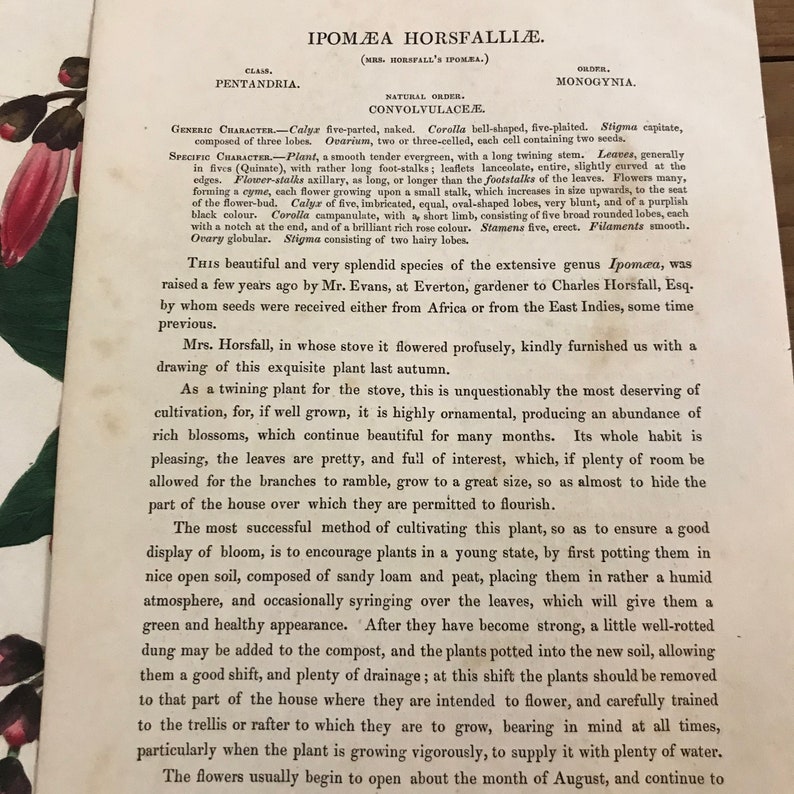 IPOMÆA HORSFALLIÆ.
(MRS. HORSFALL'S IPOMÆA.)
CLASS. ORDER.
PENTANDRIA. MONOGYNIA.
NATURAL ORDER.
CONVOLVULACEÆ.
GENERIC CHARACTER.—Calyx five-parted, naked. Corolla bell-shaped, five-plaited. Stigma capitate,
composed of three lobes. Ovarium, two or three-celled, each cell containing two seeds.
SPECIFIC CHARACTER.—Plant, a smooth tender evergreen, with a long twining stem. Leaves, generally
in fives (Quinate), with rather long foot-stalks; leaflets lanceolate, entire, slightly curved at the
edges. Flower-stalks axillary, as long, or longer than the footstalks of the leaves. Flowers many,
forming a cyme, each flower growing upon a small stalk, which increases in size upwards, to the seat
of the flower-bud. Calyx of five, imbricated, equal, oval-shaped lobes, very blunt, and of a purplish
black colour. Corolla campanulate, with a short limb, consisting of five broad rounded lobes, each
with a notch at the end, and of a brilliant rich rose colour. Stamens five, erect. Filaments smooth.
Ovary globular. Stigma consisting of two hairy lobes.
THIS beautiful and very splendid species of the extensive genus Ipomæa, was
raised a few years ago by Mr. Evans, at Everton, gardener to Charles Horsfall, Esq.
by whom seeds were received either from Africa or from the East Indies, some time
previous.
Mrs. Horsfall, in whose stove it flowered profusely, kindly furnished us with a
drawing of this exquisite plant last autumn.
As a twining plant for the stove, this is unquestionably the most deserving of
cultivation, for, if well grown, it is highly ornamental, producing an abundance of
rich blossoms, which continue beautiful for many months. Its whole habit is
pleasing, the leaves are pretty, and full of interest, which, if plenty of room be
allowed for the branches to ramble, grow to a great size, so as almost to hide the
part of the house over which they are permitted to flourish.
The most successful method of cultivating this plant, so as to ensure a good
display of bloom, is to encourage plants in a young state, by first potting them in
nice open soil, composed of sandy loam and peat, placing them in rather a humid
atmosphere, and occasionally syringing over the leaves, which will give them a
green and healthy appearance. After they have become strong, a little well-rotted
dung may be added to the compost, and the plants potted into the new soil, allowing
them a good shift, and plenty of drainage; at this shift the plants should be removed
to that part of the house where they are intended to flower, and carefully trained
to the trellis or rafter to which they are to grow, bearing in mind at all times,
particularly when the plant is growing vigorously, to supply it with plenty of water.
The flowers usually begin to open about the month of August, and continue to